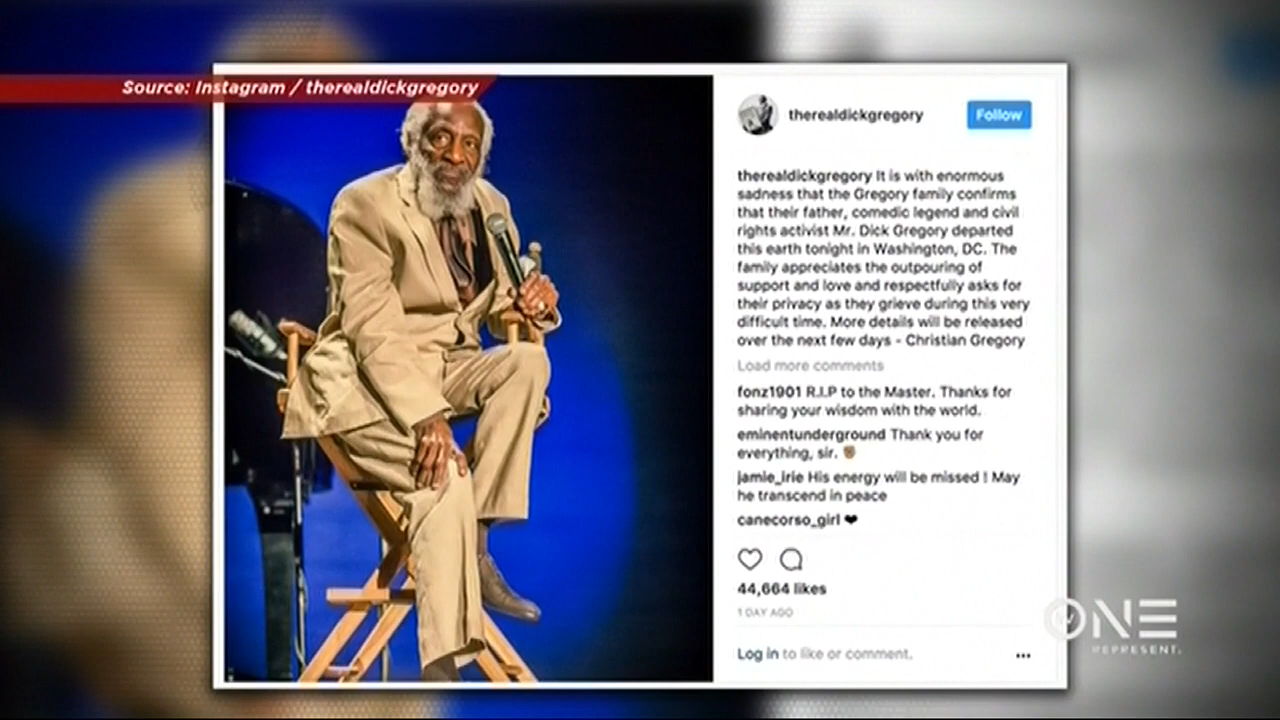 Source: Instagram / therealdickgregory
therealdickgregory
Follow
therealdickgregory It is with enormous
sadness that the Gregory family confirms
that their father, comedic legend and civil
rights activist Mr. Dick Gregory departed
this earth tonight in Washington, DC. The
family appreciates the outpouring of
support and love and respectfully asks for
their privacy as they grieve during this very
difficult time. More details will be released
over the next few days - Christian Gregory
Load more comments
fonz1901 R.I.P to the Master. Thanks for
sharing your wisdom with the world.
eminentunderground Thank you for
everything, sir. ✊🏾
jamie_irie His energy will be missed ! May
he transcend in peace
canecorso_girl ❤
44,664 likes
1 DAY AGO
Log in to like or comment.
...
ONE
REPRESENT.